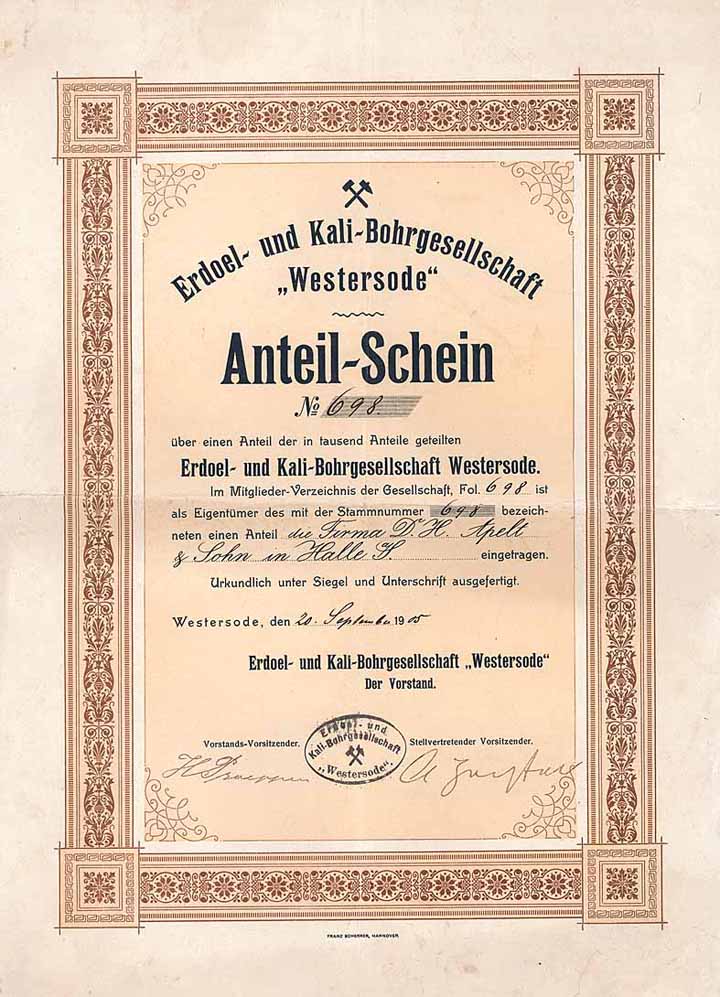 Erdoel- und Kali-Bohrgesellschaft
„Westersode“
Anteil-Schein
No 698.
über einen Anteil der in tausend Anteile geteilten
Erdoel- und Kali-Bohrgesellschaft Westersode.
Im Mitglieder-Verzeichnis der Gesellschaft, Fol. 698 ist
als Eigentümer des mit der Stammnummer 698 bezeich-
neten einen Anteil die Firma D. H. Apelt
& Sohn in Halle S. eingetragen.
Urkundlich unter Siegel und Unterschrift ausgefertigt.
Westersode, den 20. September 1905
Erdoel- und Kali-Bohrgesellschaft „Westersode“
Der Vorstand.
Vorstands-Vorsitzender.
Erdoel- und
Kali-Bohrgesellschaft
„Westersode“
Stellvertretender Vorsitzender.
FRANZ SCHERRER, HANNOVER.